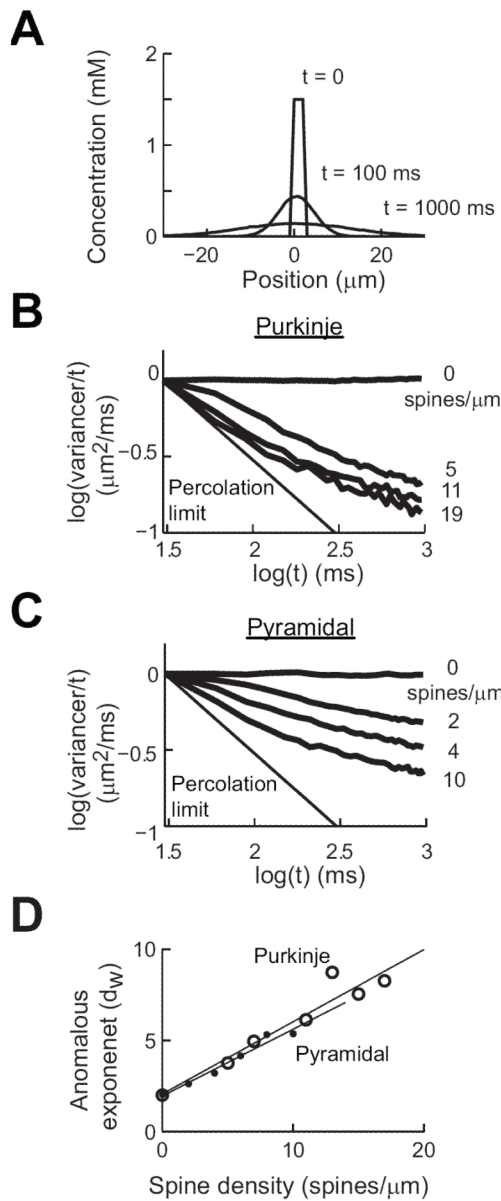 A
Concentration (mM)
2
1
0
t = 0
t = 100 ms
t = 1000 ms
−20
0
20
Position (μm)
B
Purkinje
log(variancer/t)
(μm²/ms)
0
−0.5
−1
0
spines/μm
5
11
19
Percolation
limit
1.5
2
2.5
3
log(t) (ms)
C
Pyramidal
log(variancer/t)
(μm²/ms)
0
−0.5
−1
0
spines/μm
2
4
10
Percolation
limit
1.5
2
2.5
3
log(t) (ms)
D
Anomalous
exponenet (dw)
10
5
0
Purkinje
Pyramidal
0
10
20
Spine density (spines/μm)